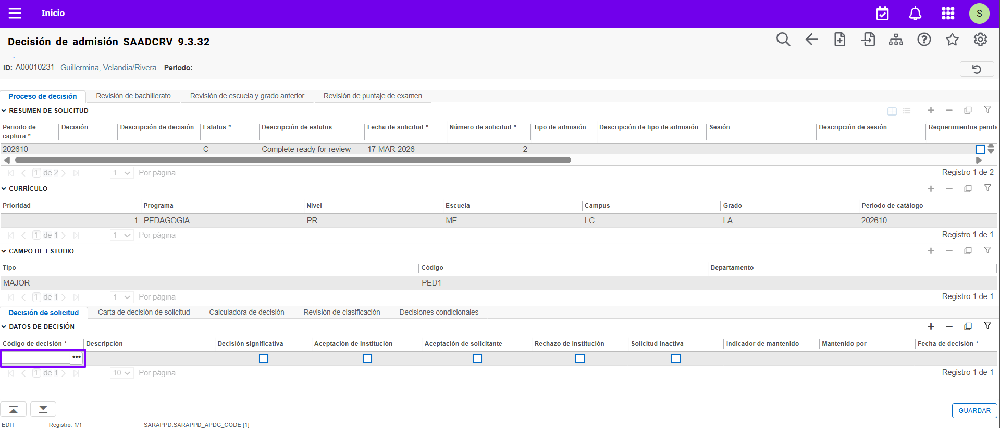 Inicio
S
Decisión de admisión SAADCRV 9.3.32
ID: A00010231 Guillermina, Velandia/Rivera Periodo:
Proceso de decisión Revisión de bachillerato Revisión de escuela y grado anterior Revisión de puntaje de examen
RESUMEN DE SOLICITUD
Periodo de captura * Decisión Descripción de decisión Estatus * Descripción de estatus Fecha de solicitud * Número de solicitud * Tipo de admisión Descripción de tipo de admisión Sesión Descripción de sesión Requerimientos pendi
202610 C Complete ready for review 17-MAR-2026 2
1 de 2 1 Por página Registro 1 de 2
CURRÍCULO
Prioridad Programa Nivel Escuela Campus Grado Periodo de catálogo
1 PEDAGOGIA PR ME LC LA 202610
1 de 1 1 Por página Registro 1 de 1
CAMPO DE ESTUDIO
Tipo Código Departamento
MAJOR PED1
1 de 1 1 Por página Registro 1 de 1
Decisión de solicitud Carta de decisión de solicitud Calculadora de decisión Revisión de clasificación Decisiones condicionales
DATOS DE DECISIÓN
Código de decisión * Descripción Decisión significativa Aceptación de institución Aceptación de solicitante Rechazo de institución Solicitud inactiva Indicador de mantenido Mantenido por Fecha de decisión *
1 de 1 10 Por página Registro 1 de 1
GUARDAR
EDIT Registro: 1/1 SARAPPD.SARAPPD_APDC_CODE [1]